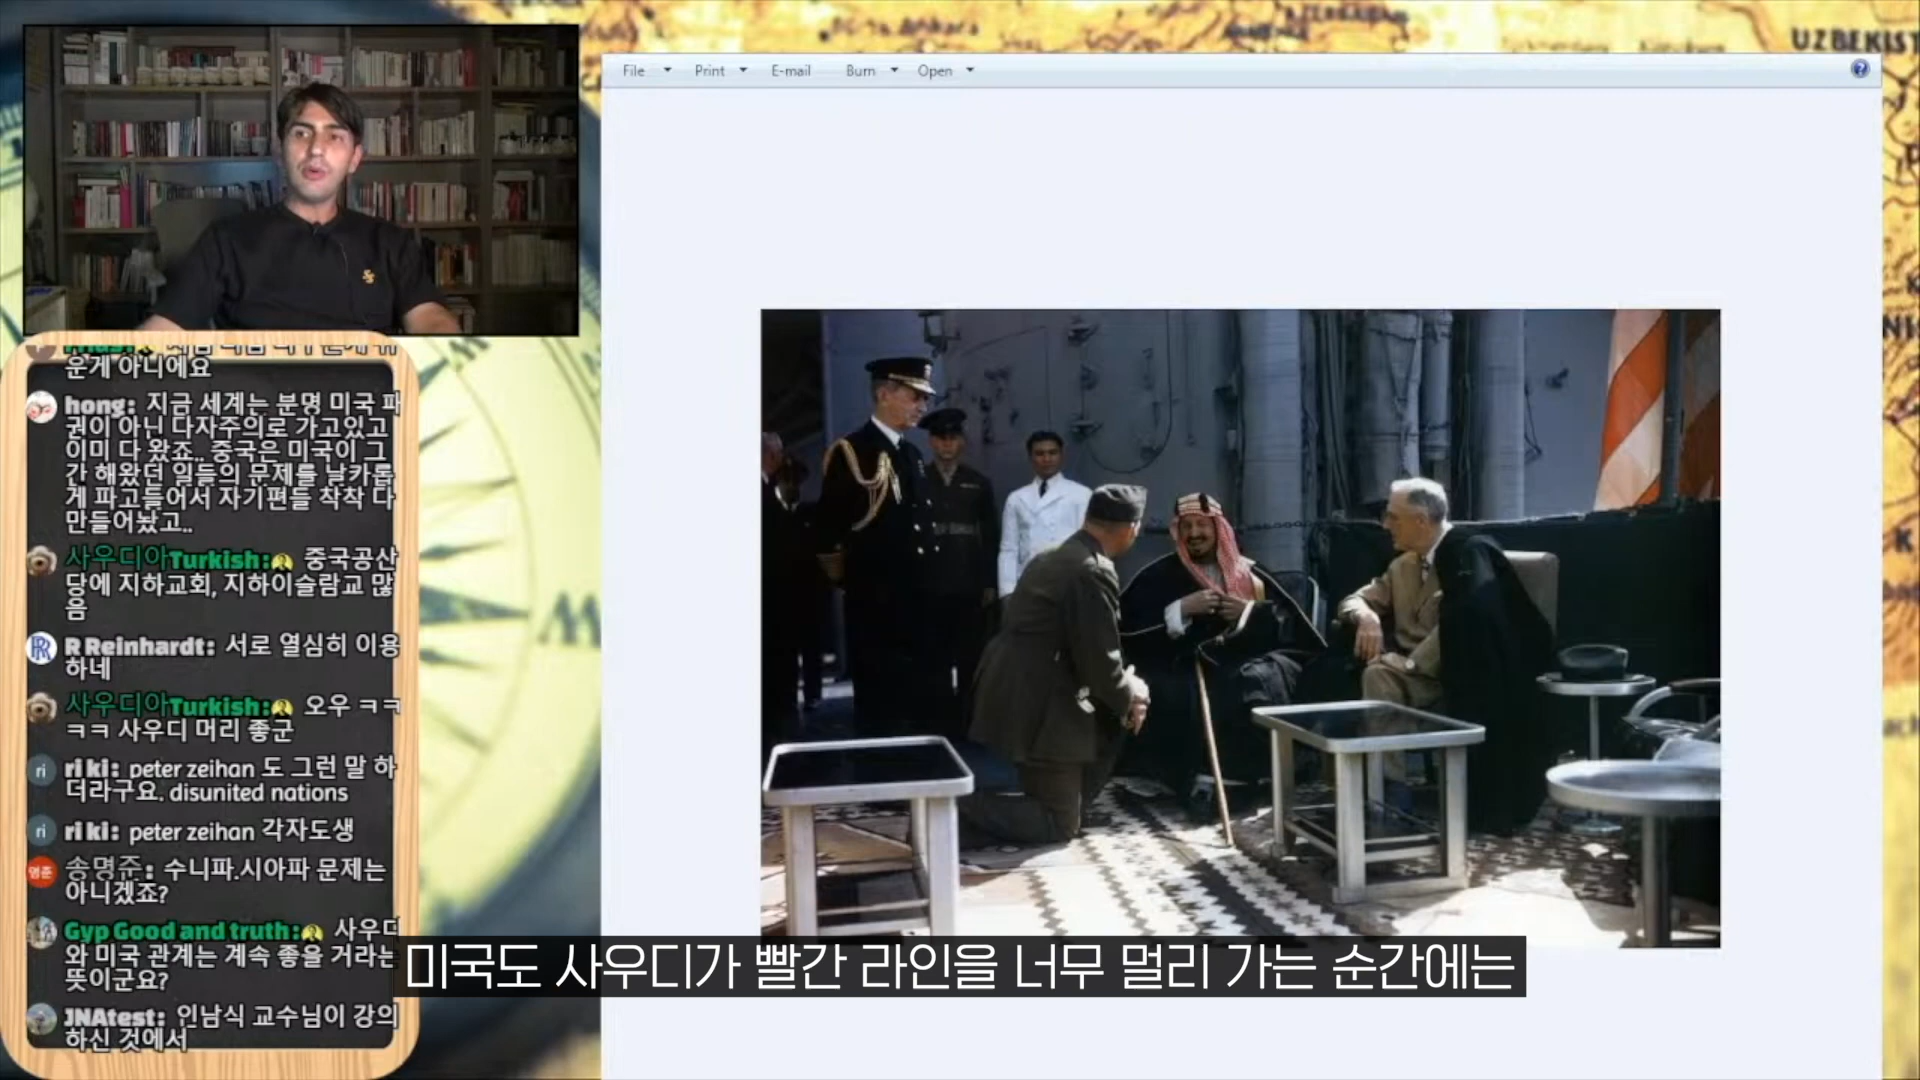 UZBEKIST
File
Print
E-mail
Burn
Open
운게 아니에요
hong: 지금 세계는 분명 미국 파
권이 아닌 다자주의로 가고있고
이미 다 왔죠.. 중국은 미국이 그
간 해왔던 일들의 문제를 날카롭
게 파고들어서 자기편들 착착 다
만들어놨고..
사우디아Turkish: 중국공산
당에 지하교회, 지하이슬람교 많
음
R Reinhardt: 서로 열심히 이용
하네
사우디아Turkish: 오우 ㅋㅋ
ㅋㅋ 사우디 머리 좋군
ri ri ki: peter zeihan 도 그런 말 하
더라구요. disunited nations
ri ri ki: peter zeihan 각자도생
명준 송명준: 수니파.시아파 문제는
아니겠죠?
Gyp Good and truth: 사우디
와 미국 관계는 계속 좋을 거라는
뜻이군요?
JNAtest: 인남식 교수님이 강의
하신 것에서
미국도 사우디가 빨간 라인을 너무 멀리 가는 순간에는